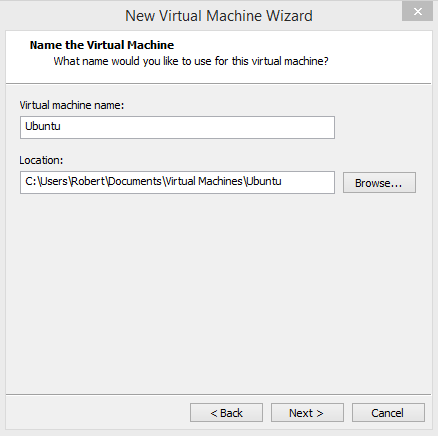 New Virtual Machine Wizard
Name the Virtual Machine
What name would you like to use for this virtual machine?
Virtual machine name:
Ubuntu
Location:
C:\Users\Robert\Documents\Virtual Machines\Ubuntu
Browse...
< Back
Next >
Cancel